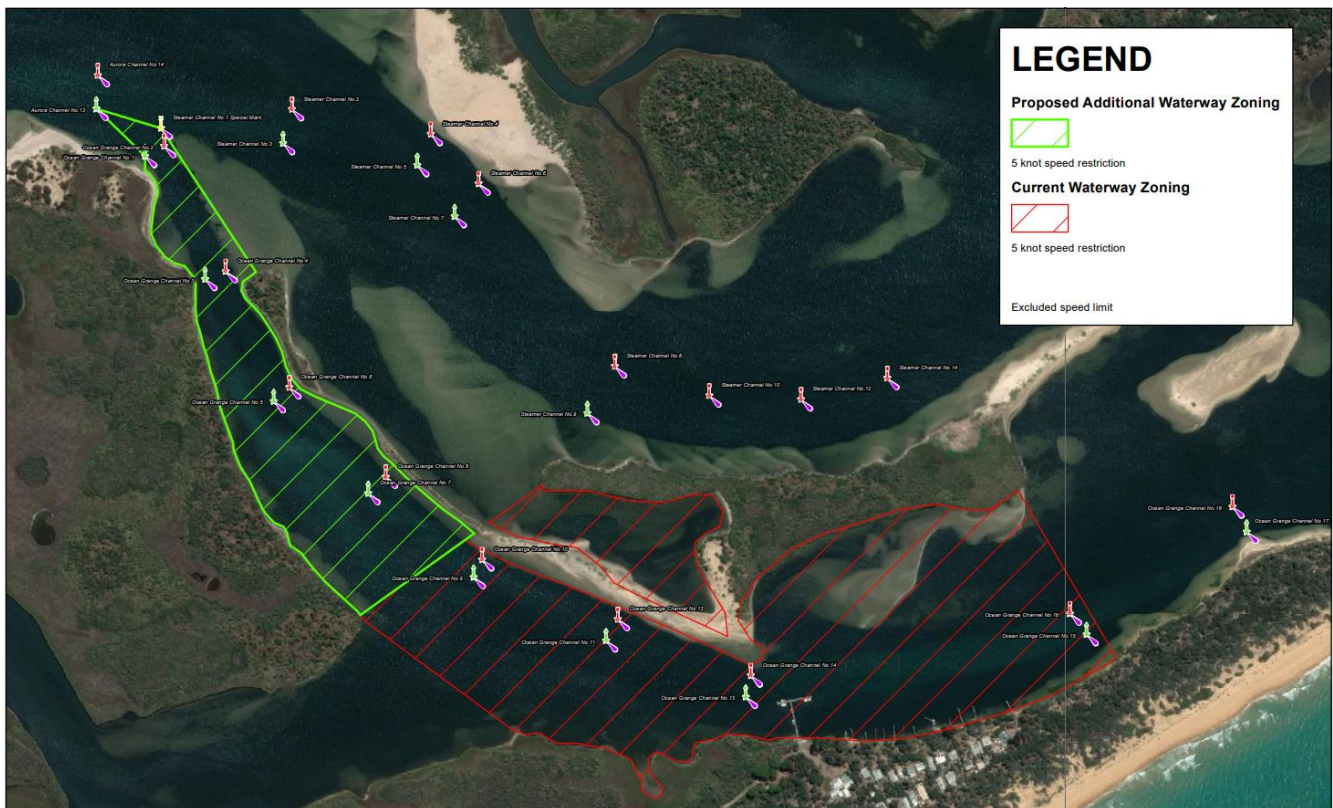 LEGEND
Proposed Additional Waterway Zoning
5 knot speed restriction
Current Waterway Zoning
5 knot speed restriction
Excluded speed limit
Aurora Channel No.14
Aurora Channel No.13
Steamer Channel No.1 Special Mark
Steamer Channel No.2
Ocean Grange Channel No.2
Ocean Grange Channel No.1
Steamer Channel No.3
Steamer Channel No.4
Steamer Channel No.5
Steamer Channel No.6
Steamer Channel No.7
Ocean Grange Channel No.4
Ocean Grange Channel No.3
Steamer Channel No.8
Ocean Grange Channel No.6
Ocean Grange Channel No.5
Steamer Channel No.10
Steamer Channel No.12
Steamer Channel No.14
Steamer Channel No.9
Ocean Grange Channel No.8
Ocean Grange Channel No.7
Ocean Grange Channel No.18
Ocean Grange Channel No.17
Ocean Grange Channel No.10
Ocean Grange Channel No.9
Ocean Grange Channel No.12
Ocean Grange Channel No.11
Ocean Grange Channel No.16
Ocean Grange Channel No.15
Ocean Grange Channel No.14
Ocean Grange Channel No.13